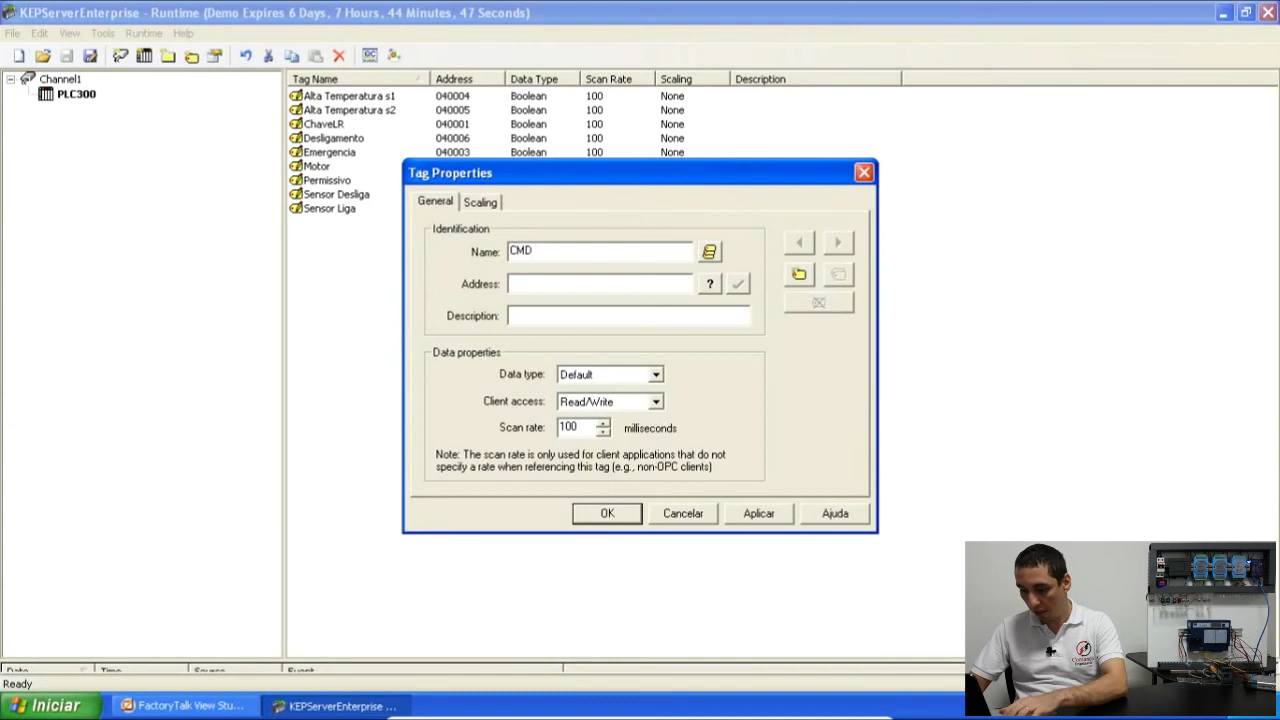 KEPServerEnterprise - Runtime (Demo Expires 6 Days, 7 Hours, 44 Minutes, 47 Seconds)
File Edit View Tools Runtime Help
Channel1
PLC300
Tag Name Address Data Type Scan Rate Scaling Description
Alta Temperatura s1 040004 Boolean 100 None
Alta Temperatura s2 040005 Boolean 100 None
ChaveLR 040001 Boolean 100 None
Desligamento 040006 Boolean 100 None
Emergencia 040003 Boolean 100 None
Motor
Permissivo
Sensor Desliga
Sensor Liga
Tag Properties
General Scaling
Identification
Name: CMD
Address: ?
Description:
Data properties
Data type: Default
Client access: Read/Write
Scan rate: 100 milliseconds
Note: The scan rate is only used for client applications that do not
specify a rate when referencing this tag (e.g., non-OPC clients)
OK Cancelar Aplicar Ajuda
Date Time Source Event
Ready
Iniciar FactoryTalk View Stu... KEPServerEnterprise ...